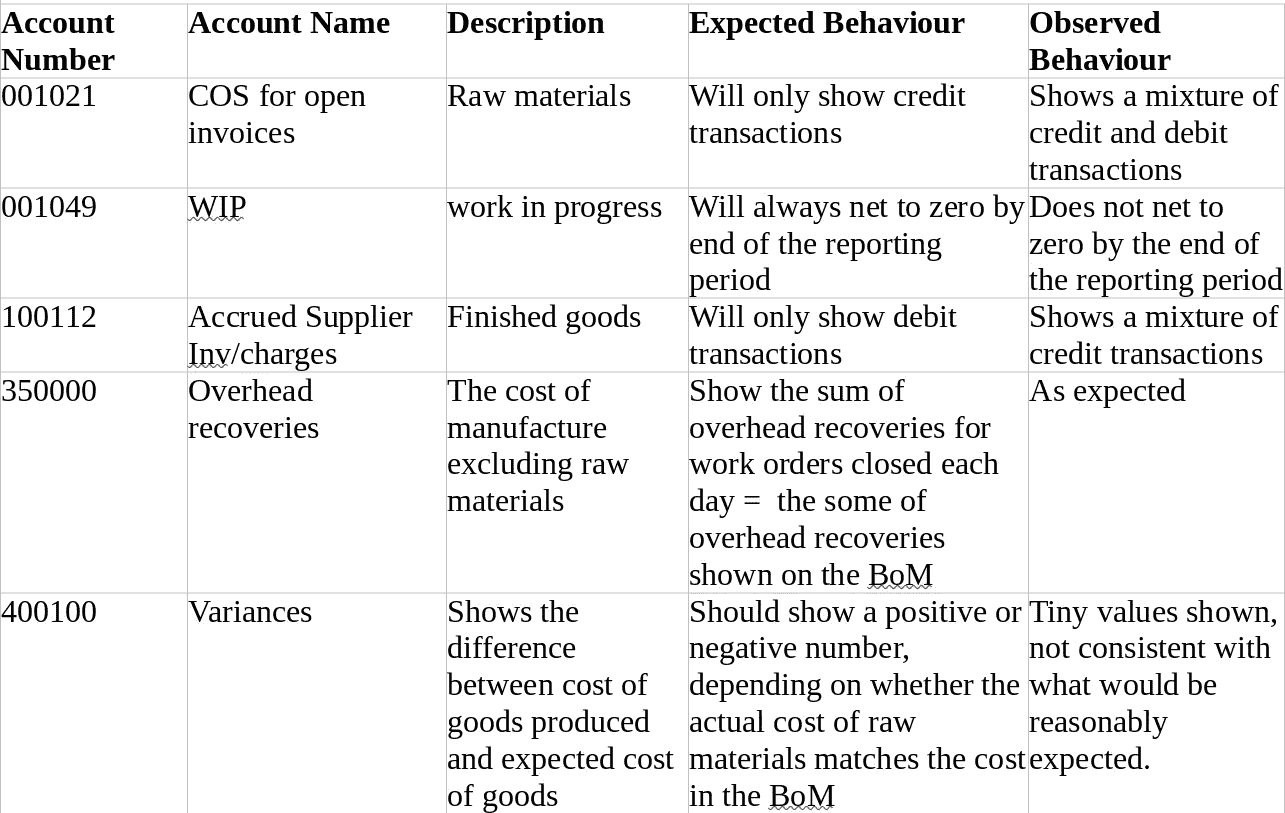 Account Number
Account Name
Description
Expected Behaviour
Observed Behaviour
001021
COS for open
invoices
Raw materials
Will only show credit
transactions
Shows a mixture of
credit and debit
transactions
001049
WIP
work in progress
Will always net to zero by
end of the reporting
period
Does not net to
zero by the end of
the reporting period
100112
Accrued Supplier
Inv/charges
Finished goods
Will only show debit
transactions
Shows a mixture of
credit transactions
350000
Overhead
recoveries
The cost of
manufacture
excluding raw
materials
Show the sum of
overhead recoveries for
work orders closed each
day =  the some of
overhead recoveries
shown on the BoM
As expected
400100
Variances
Shows the
difference
between cost of
goods produced
and expected cost
of goods
Should show a positive or
negative number,
depending on whether the
actual cost of raw
materials matches the cost
in the BoM
Tiny values shown,
not consistent with
what would be
reasonably
expected.